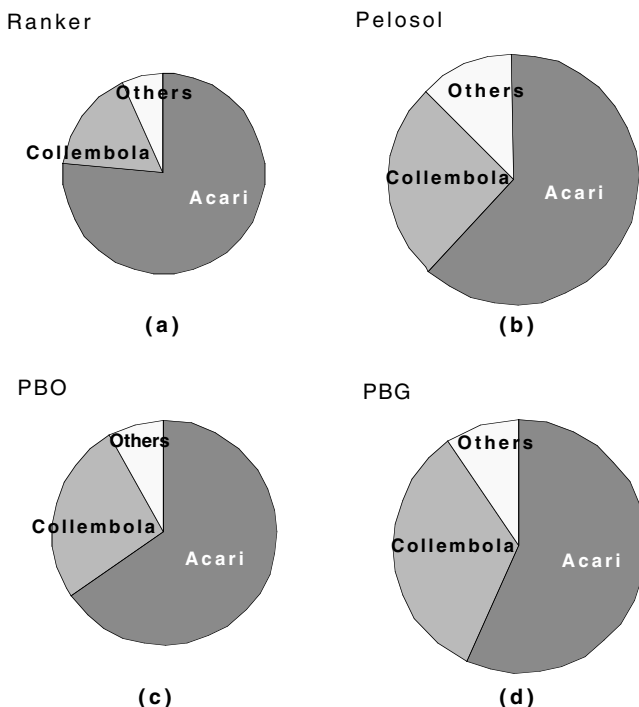 Ranker
Pelosol
Others
Collembola
Acari
(a)
Others
Collembola
Acari
(b)
PBO
PBG
Others
Collembola
Acari
(c)
Others
Collembola
Acari
(d)